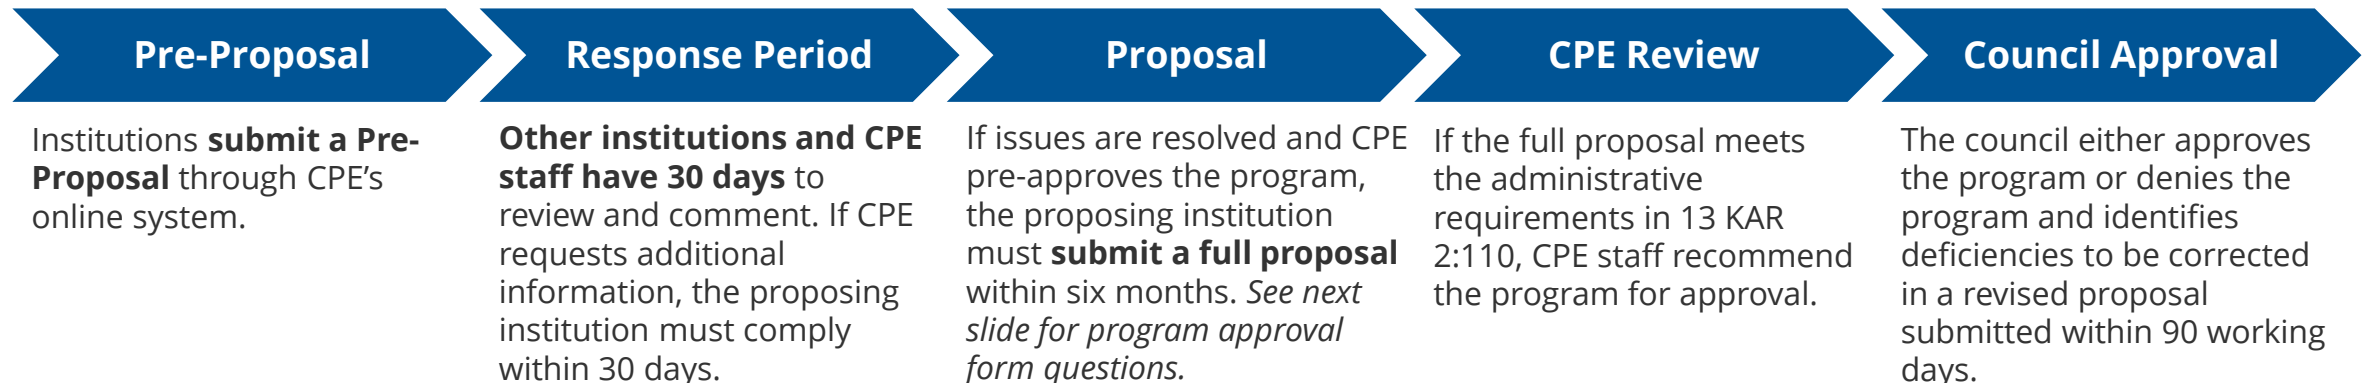 Pre-Proposal
Institutions submit a Pre-
Proposal through CPE’s
online system.
Response Period
Other institutions and CPE
staff have 30 days to
review and comment. If CPE
requests additional
information, the proposing
institution must comply
within 30 days.
Proposal
If issues are resolved and CPE
pre-approves the program,
the proposing institution
must submit a full proposal
within six months. See next
slide for program approval
form questions.
CPE Review
If the full proposal meets
the administrative
requirements in 13 KAR
2:110, CPE staff recommend
the program for approval.
Council Approval
The council either approves
the program or denies the
program and identifies
deficiencies to be corrected
in a revised proposal
submitted within 90 working
days.